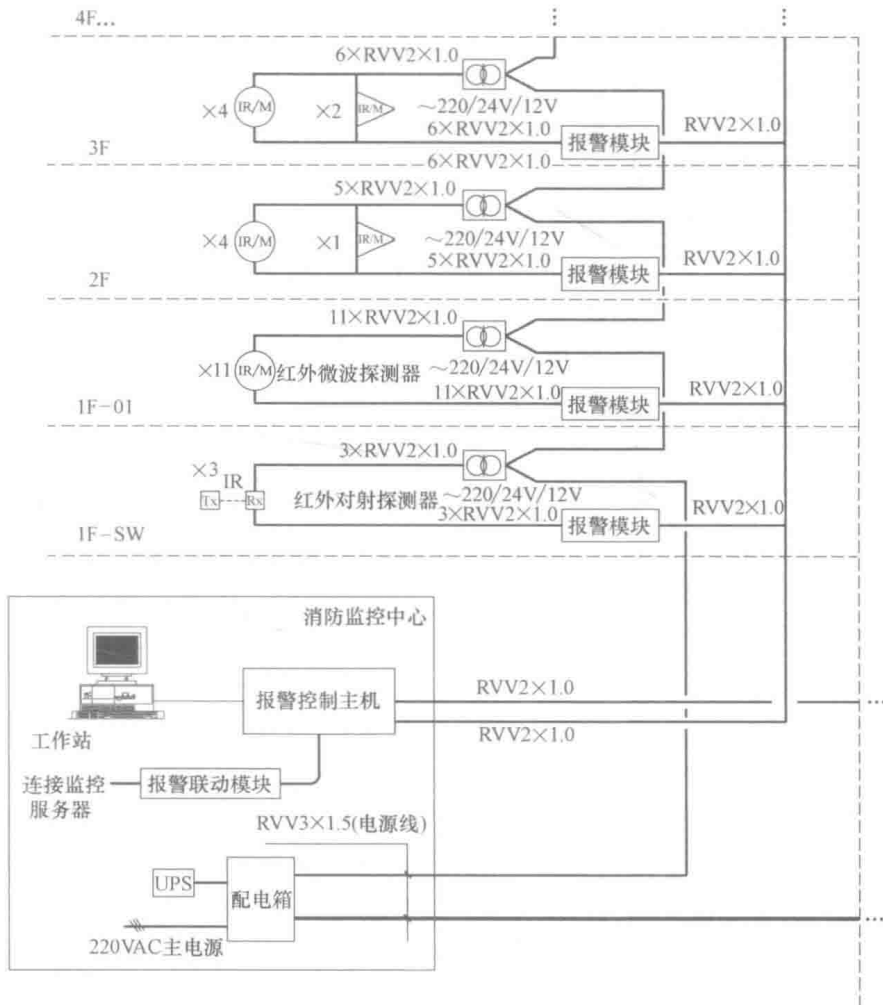 4F...
6×RVV2×1.0
×4
IR/M
×2
IR/M
～220/24V/12V
6×RVV2×1.0
报警模块
RVV2×1.0
3F
6×RVV2×1.0
5×RVV2×1.0
×4
IR/M
×1
IR/M
～220/24V/12V
5×RVV2×1.0
报警模块
RVV2×1.0
2F
11×RVV2×1.0
×11
IR/M
红外微波探测器
～220/24V/12V
11×RVV2×1.0
报警模块
RVV2×1.0
1F-01
3×RVV2×1.0
×3
IR
Tx
Rx
红外对射探测器
～220/24V/12V
3×RVV2×1.0
报警模块
RVV2×1.0
1F-SW
消防监控中心
报警控制主机
RVV2×1.0
RVV2×1.0
工作站
连接监控
服务器
报警联动模块
RVV3×1.5(电源线)
UPS
配电箱
220VAC主电源